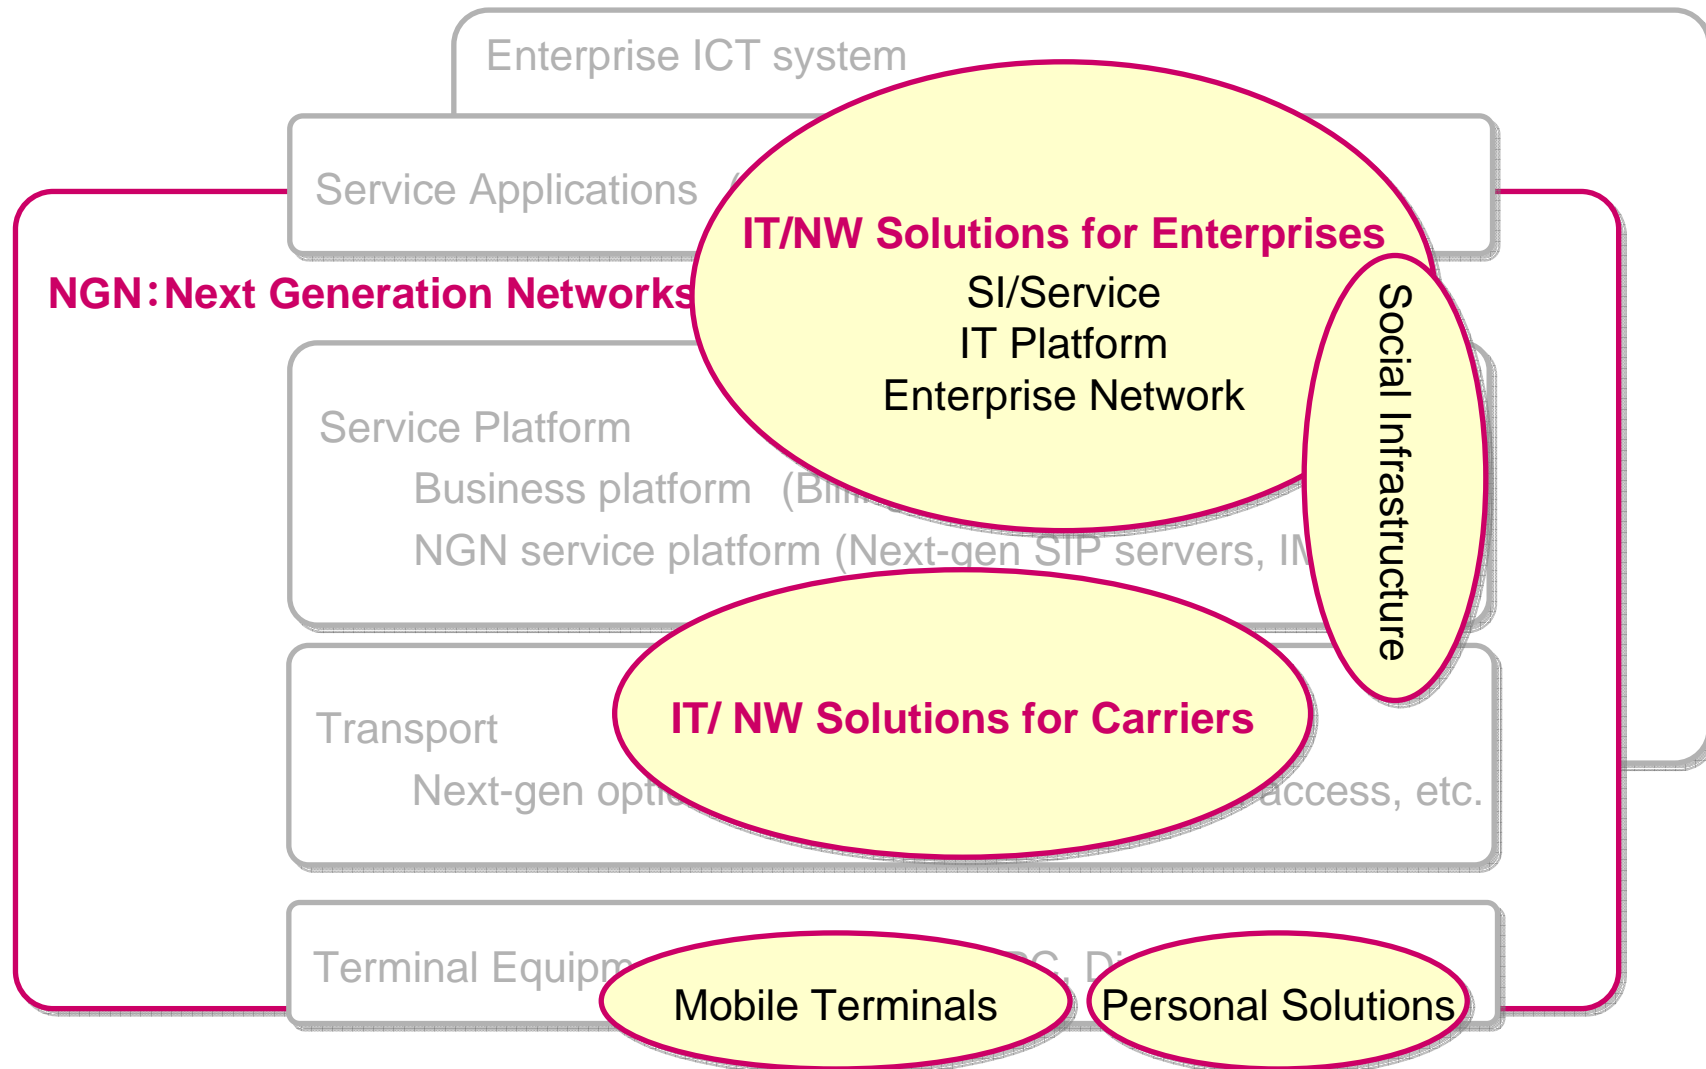 Enterprise ICT system
Service Applications (
IT/NW Solutions for Enterprises
NGN:Next Generation Networks
SI/Service
IT Platform
Enterprise Network
Social Infrastructure
Service Platform
Business platform (
NGN service platform (Next-gen SIP servers,
IT/ NW Solutions for Carriers
Transport
Next-gen access, etc.
Terminal
Mobile Terminals
Personal Solutions